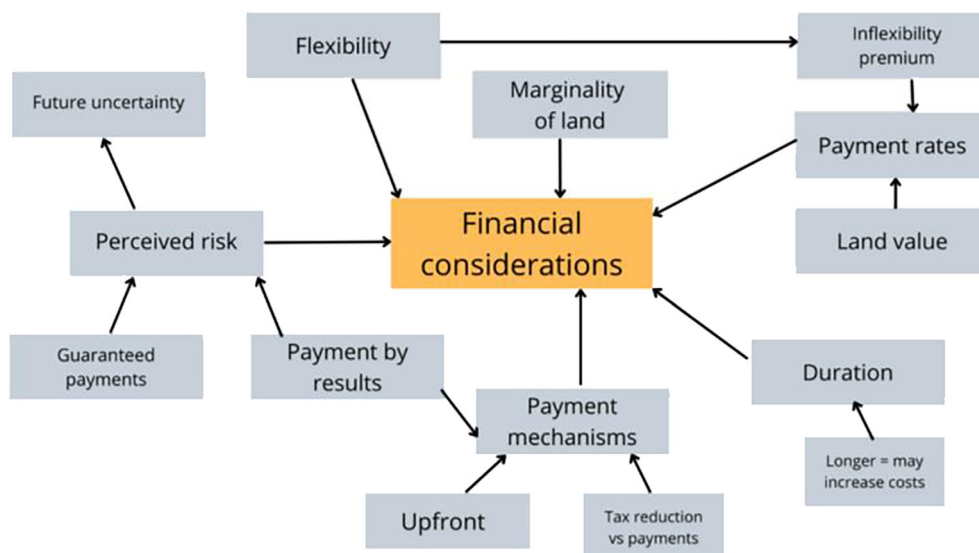 Flexibility
Inflexibility
premium
Marginality
of land
Future uncertainty
Payment rates
Financial
considerations
Perceived risk
Land value
Guaranteed
payments
Payment by
results
Duration
Payment
mechanisms
Longer = may
increase costs
Upfront
Tax reduction
vs payments